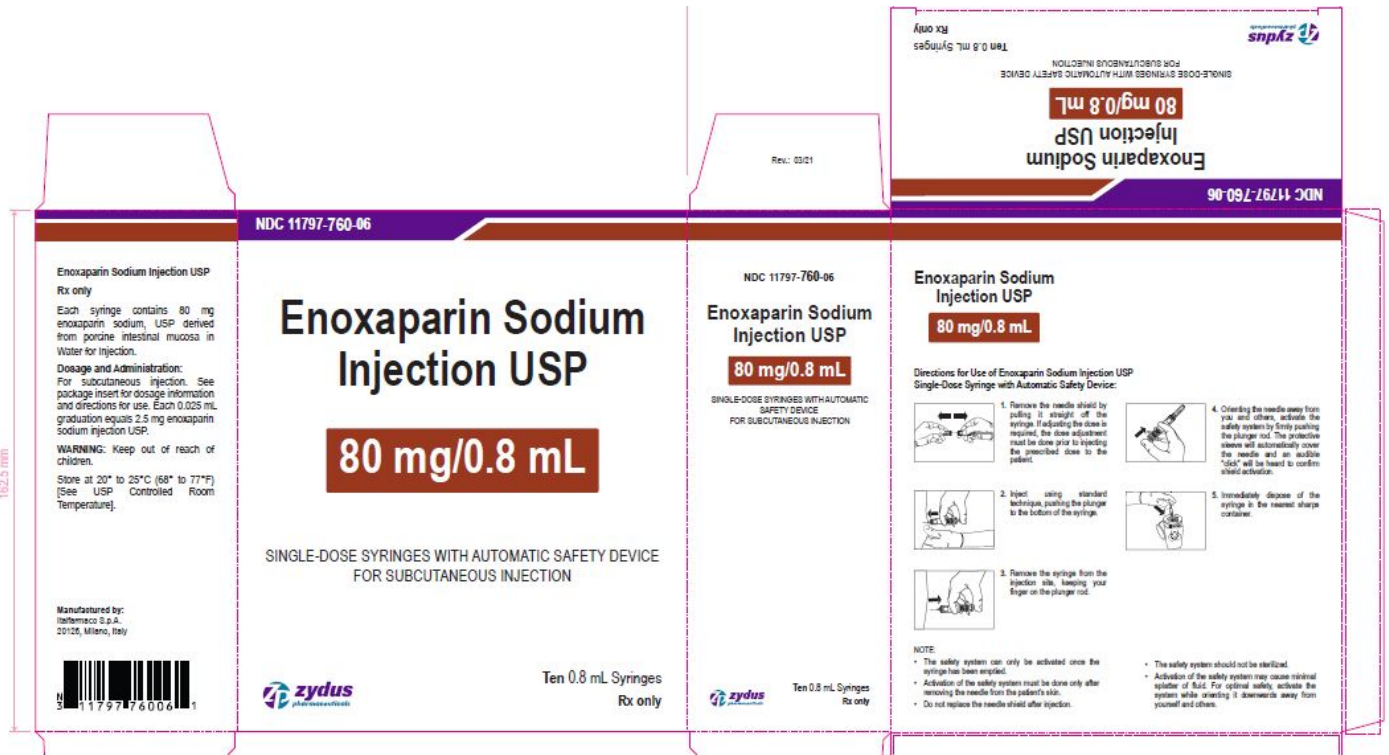 NDC 11797-760-06
Enoxaparin Sodium
Injection USP
80 mg/0.8 mL
SINGLE-DOSE SYRINGES WITH AUTOMATIC SAFETY DEVICE
FOR SUBCUTANEOUS INJECTION
Ten 0.8 mL Syringes
Rx only
zydus
pharmaceuticals
Rev.: 03/21
162.5 mm
Enoxaparin Sodium Injection USP
Rx only
Each syringe contains 80 mg
enoxaparin sodium, USP derived
from porcine intestinal mucosa in
Water for Injection.
Dosage and Administration:
For subcutaneous injection. See
package insert for dosage information
and directions for use. Each 0.025 mL
graduation equals 2.5 mg enoxaparin
sodium injection USP.
WARNING: Keep out of reach of
children.
Store at 20° to 25°C (68° to 77°F)
[See USP Controlled Room
Temperature].
Manufactured by:
Italfarmaco S.p.A.
20126, Milano, Italy
N
3 11797 76006 1
NDC 11797-760-06
Enoxaparin Sodium
Injection USP
80 mg/0.8 mL
SINGLE-DOSE SYRINGES WITH AUTOMATIC SAFETY DEVICE
FOR SUBCUTANEOUS INJECTION
zydus
pharmaceuticals
Ten 0.8 mL Syringes
Rx only
NDC 11797-760-06
Enoxaparin Sodium
Injection USP
80 mg/0.8 mL
SINGLE-DOSE SYRINGES WITH AUTOMATIC
SAFETY DEVICE
FOR SUBCUTANEOUS INJECTION
zydus
pharmaceuticals
Ten 0.8 mL Syringes
Rx only
Enoxaparin Sodium
Injection USP
80 mg/0.8 mL
Directions for Use of Enoxaparin Sodium Injection USP
Single-Dose Syringe with Automatic Safety Device:
1. Remove the needle shield by
pulling it straight off the
syringe. If adjusting the dose is
required, the dose adjustment
must be done prior to injecting
the prescribed dose to the
patient.
2. Inject using standard
technique, pushing the plunger
to the bottom of the syringe.
3. Remove the syringe from the
injection site, keeping your
finger on the plunger rod.
4. Orienting the needle away from
you and others, activate the
safety system by firmly pushing
the plunger rod. The protective
sleeve will automatically cover
the needle and an audible
"click" will be heard to confirm
shield activation.
5. Immediately dispose of the
syringe in the nearest sharps
container.
NOTE:
• The safety system can only be activated once the
syringe has been emptied.
• Activation of the safety system must be done only after
removing the needle from the patient's skin.
• Do not replace the needle shield after injection.
• The safety system should not be sterilized.
• Activation of the safety system may cause minimal
splatter of fluid. For optimal safety, activate the
system while orienting it downwards away from
yourself and others.